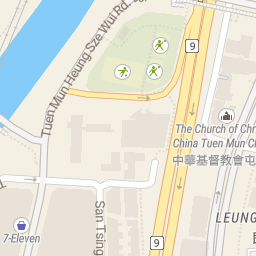 Tuen Mun Heung Sze Wui Rd.
9
The Church of Chr
China Tuen Mun Ch
中華基督教會屯
San Tsing
7-Eleven
LEUNG
9